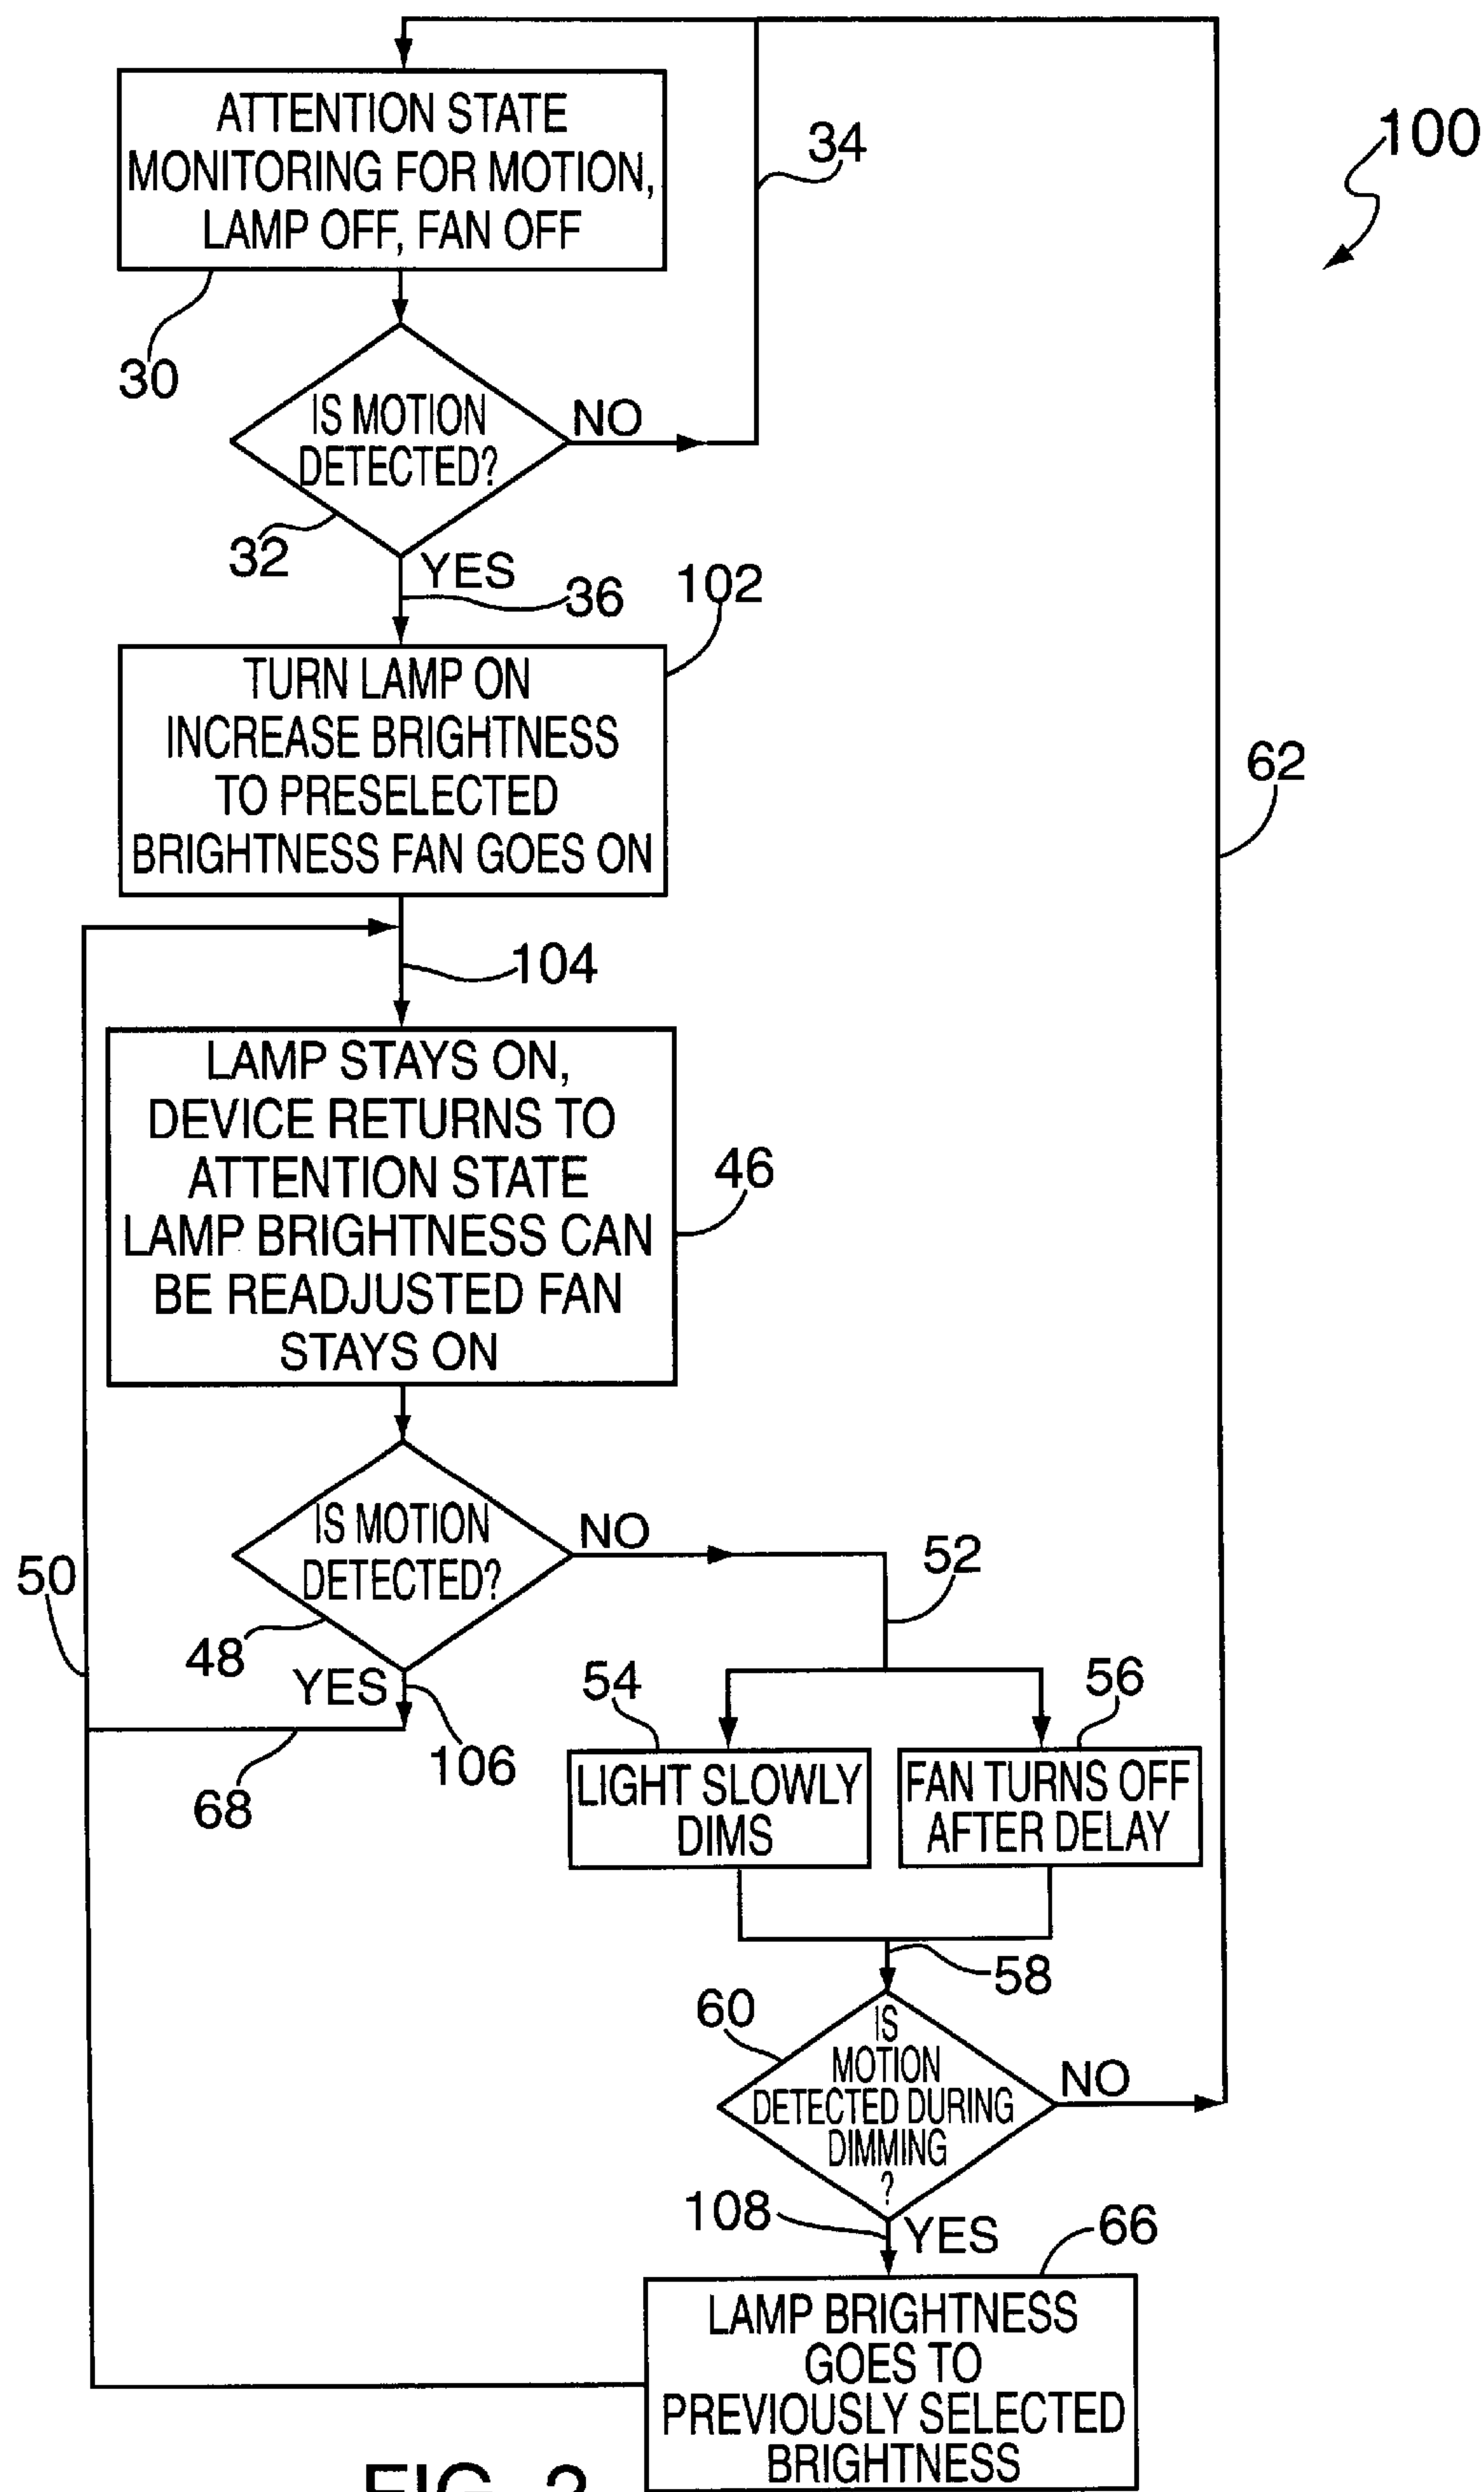 100
34
ATTENTION STATE
MONITORING FOR MOTION,
LAMP OFF, FAN OFF
30
IS MOTION
DETECTED?
NO
32
YES
36
102
TURN LAMP ON
INCREASE BRIGHTNESS
TO PRESELECTED
BRIGHTNESS FAN GOES ON
62
104
LAMP STAYS ON,
DEVICE RETURNS TO
ATTENTION STATE
LAMP BRIGHTNESS CAN
BE READJUSTED FAN
STAYS ON
46
IS MOTION
DETECTED?
NO
52
50
48
YES
106
68
54
56
LIGHT SLOWLY
DIMS
FAN TURNS OFF
AFTER DELAY
58
60
IS
MOTION
DETECTED DURING
DIMMING
?
NO
108
YES
66
LAMP BRIGHTNESS
GOES TO
PREVIOUSLY SELECTED
BRIGHTNESS
FIG. 2